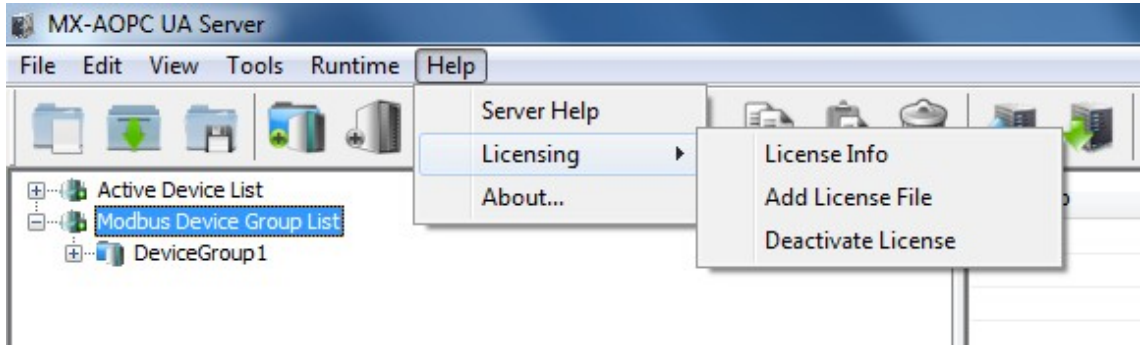 MX-AOPC UA Server
File Edit View Tools Runtime Help
Server Help
Licensing
About...
License Info
Add License File
Deactivate License
Active Device List
Modbus Device Group List
DeviceGroup1